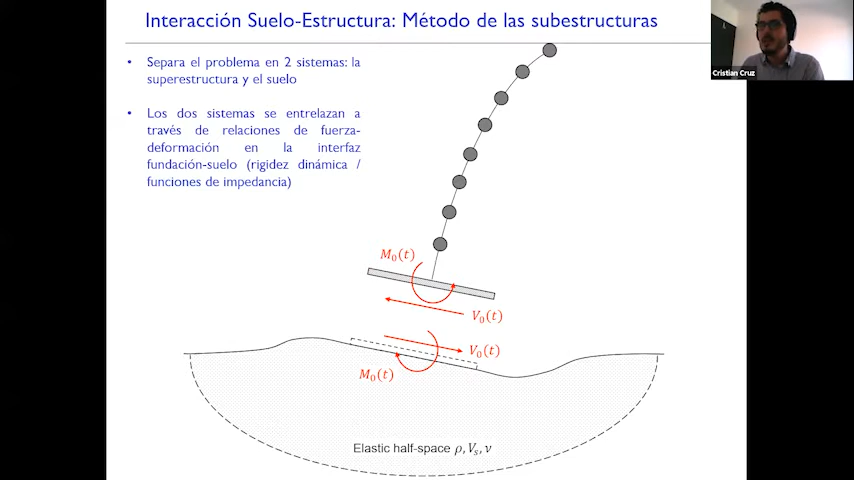 Interacción Suelo-Estructura: Método de las subestructuras
Cristian Cruz
• Separa el problema en 2 sistemas: la
superestructura y el suelo
• Los dos sistemas se entrelazan a
través de relaciones de fuerza-
deformación en la interfaz
fundación-suelo (rigidez dinámica /
funciones de impedancia)
M₀(t)
V₀(t)
V₀(t)
M₀(t)
Elastic half-space ρ, Vₛ, ν